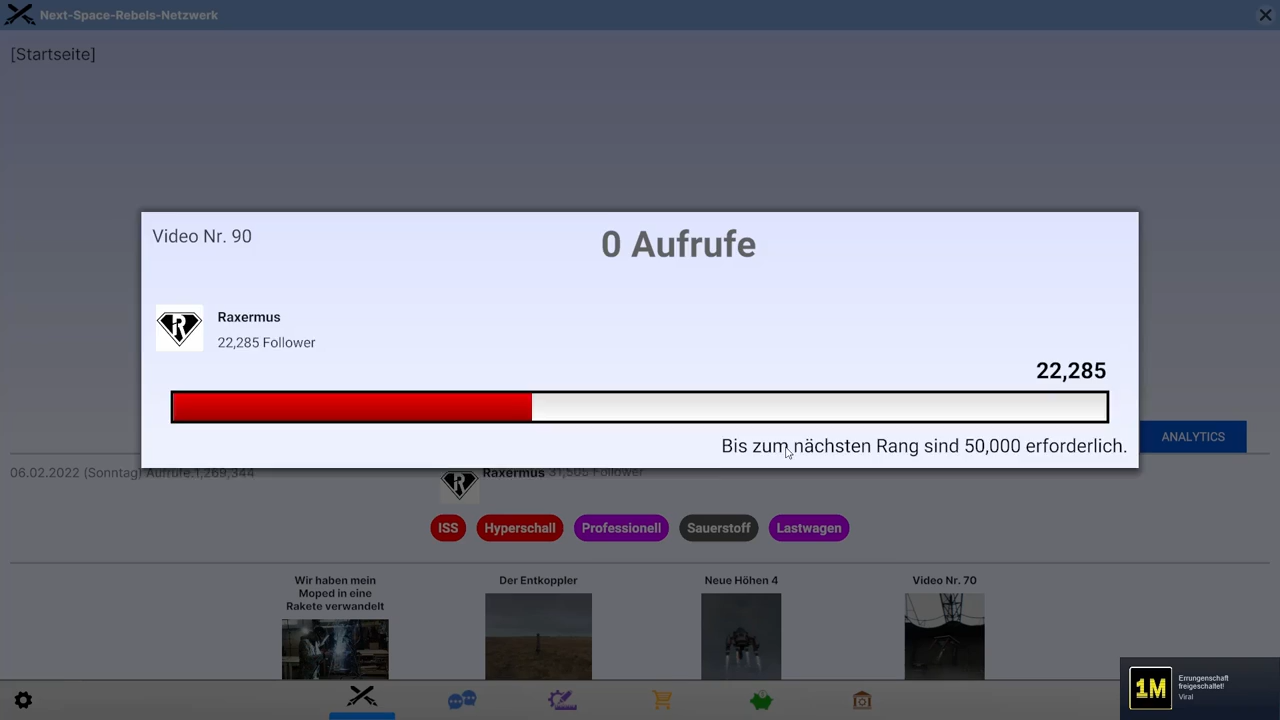 Next-Space-Rebels-Netzwerk
[Startseite]
Video Nr. 90
0 Aufrufe
Raxermus
22,285 Follower
22,285
Bis zum nächsten Rang sind 50,000 erforderlich.
ANALYTICS
06.02.2022 (Sonntag) Aufrufe:1,269,344
Raxermus 31,505 Follower
ISS
Hyperschall
Professionell
Sauerstoff
Lastwagen
Wir haben mein
Moped in eine
Rakete verwandelt
Der Entkoppler
Neue Höhen 4
Video Nr. 70
1M
Errungenschaft
freigeschaltet!
Viral